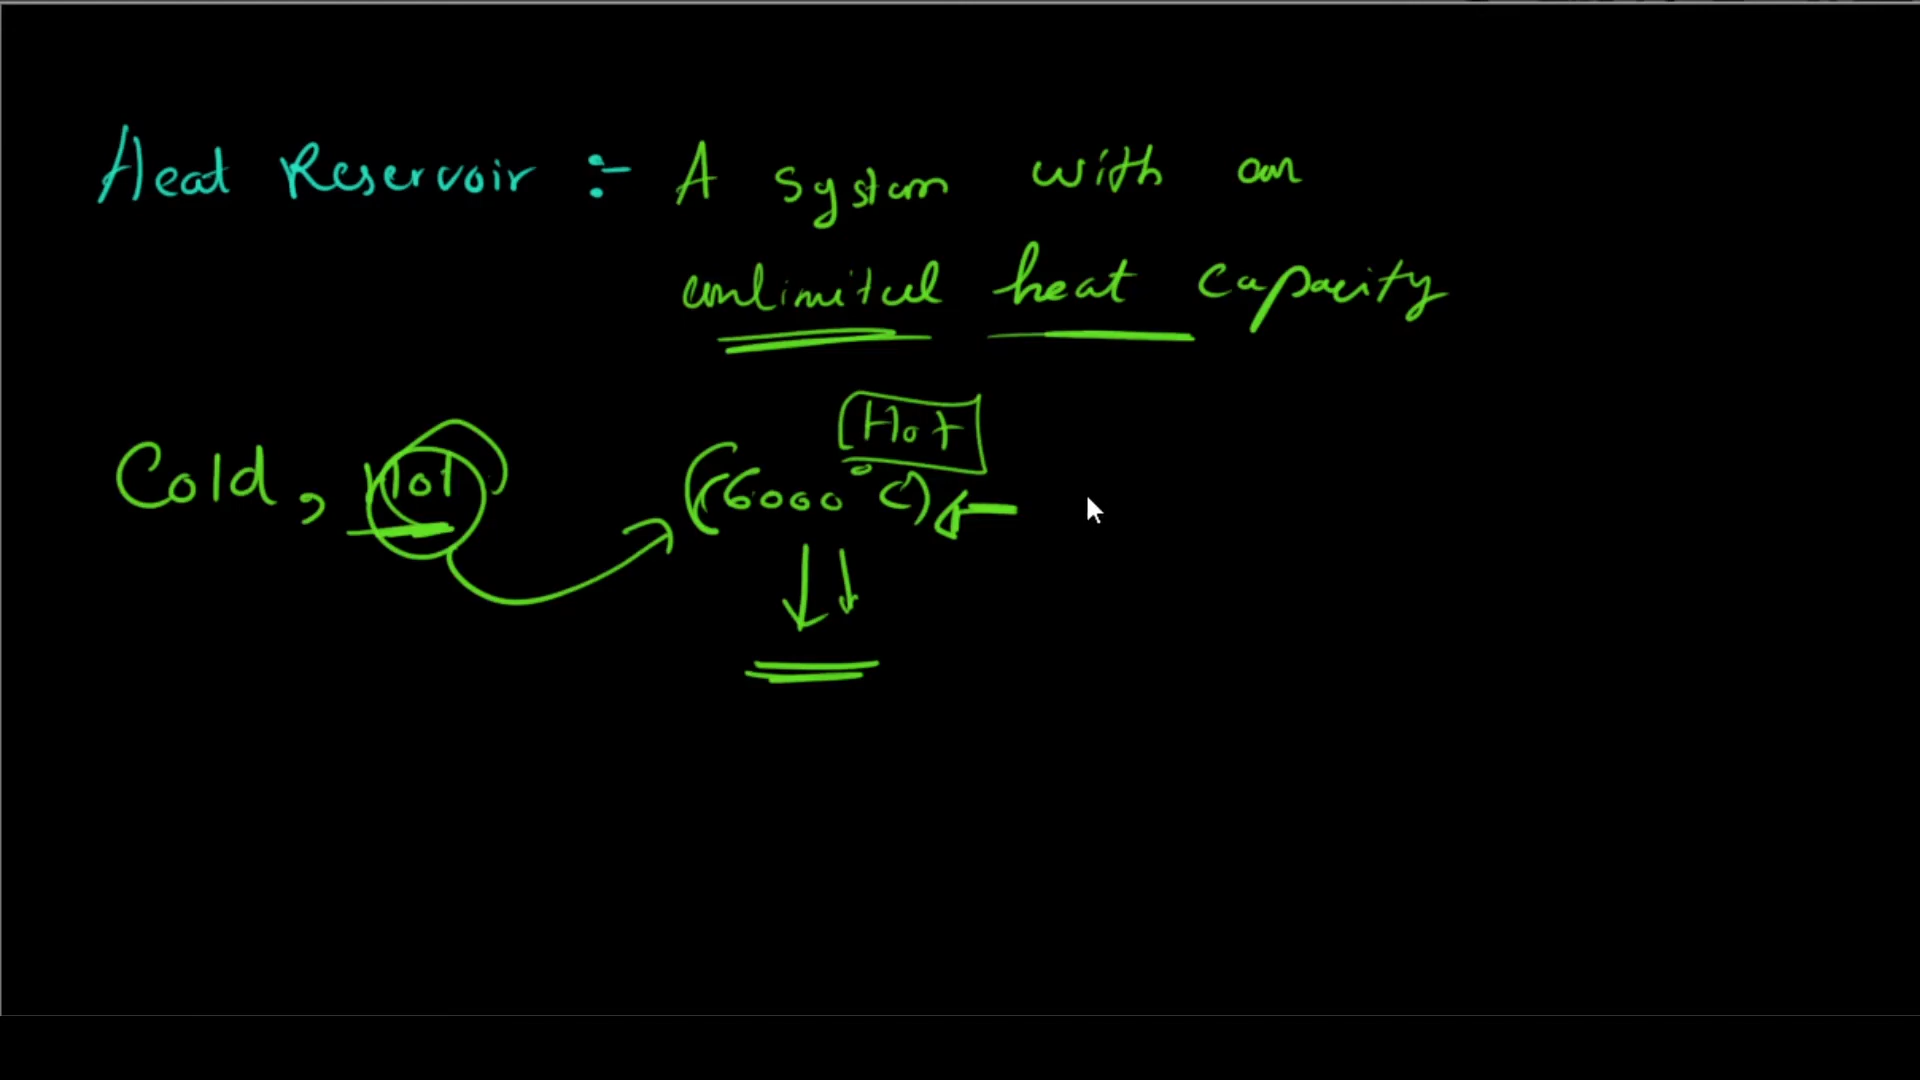 Heat Reservoir :- A system with an
unlimited heat capacity
Hot
Cold, Hot (6000°C)